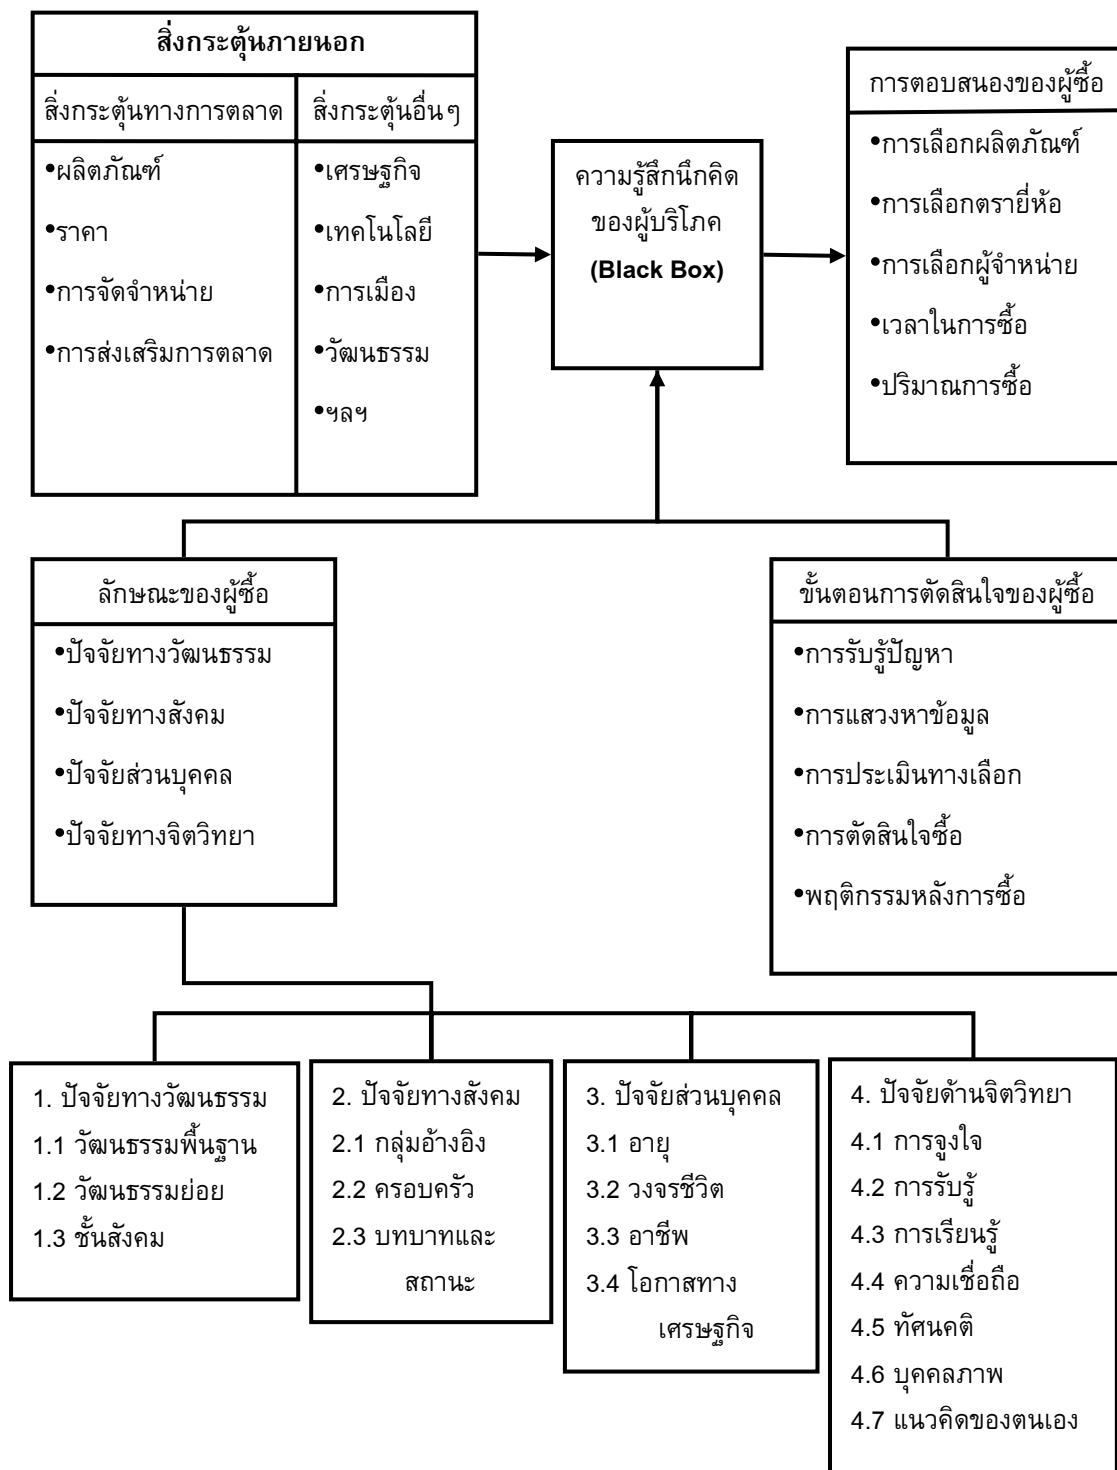 สิ่งกระตุ้นภายนอก
สิ่งกระตุ้นทางการตลาด
•ผลิตภัณฑ์
•ราคา
•การจัดจำหน่าย
•การส่งเสริมการตลาด
สิ่งกระตุ้นอื่นๆ
•เศรษฐกิจ
•เทคโนโลยี
•การเมือง
•วัฒนธรรม
•ฯลฯ
ความรู้สึกนึกคิด
ของผู้บริโภค
(Black Box)
การตอบสนองของผู้ซื้อ
•การเลือกผลิตภัณฑ์
•การเลือกตรายี่ห้อ
•การเลือกผู้จำหน่าย
•เวลาในการซื้อ
•ปริมาณการซื้อ
ลักษณะของผู้ซื้อ
•ปัจจัยทางวัฒนธรรม
•ปัจจัยทางสังคม
•ปัจจัยส่วนบุคคล
•ปัจจัยทางจิตวิทยา
ขั้นตอนการตัดสินใจของผู้ซื้อ
•การรับรู้ปัญหา
•การแสวงหาข้อมูล
•การประเมินทางเลือก
•การตัดสินใจซื้อ
•พฤติกรรมหลังการซื้อ
1. ปัจจัยทางวัฒนธรรม
1.1 วัฒนธรรมพื้นฐาน
1.2 วัฒนธรรมย่อย
1.3 ชั้นสังคม
2. ปัจจัยทางสังคม
2.1 กลุ่มอ้างอิง
2.2 ครอบครัว
2.3 บทบาทและ
สถานะ
3. ปัจจัยส่วนบุคคล
3.1 อายุ
3.2 วงจรชีวิต
3.3 อาชีพ
3.4 โอกาสทาง
เศรษฐกิจ
4. ปัจจัยด้านจิตวิทยา
4.1 การจูงใจ
4.2 การรับรู้
4.3 การเรียนรู้
4.4 ความเชื่อถือ
4.5 ทัศนคติ
4.6 บุคคลภาพ
4.7 แนวคิดของตนเอง